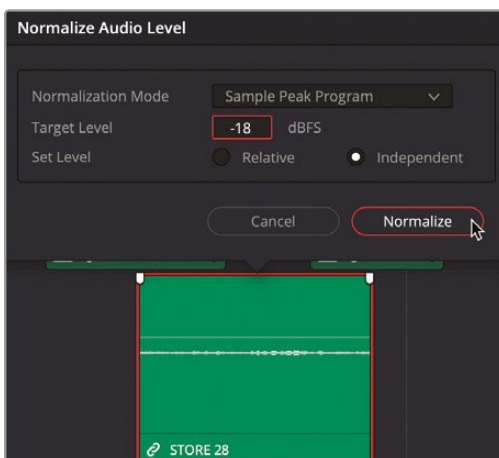 Normalize Audio Level
Normalization Mode Sample Peak Program
Target Level -18 dBFS
Set Level Relative Independent
Cancel Normalize
STORE 28